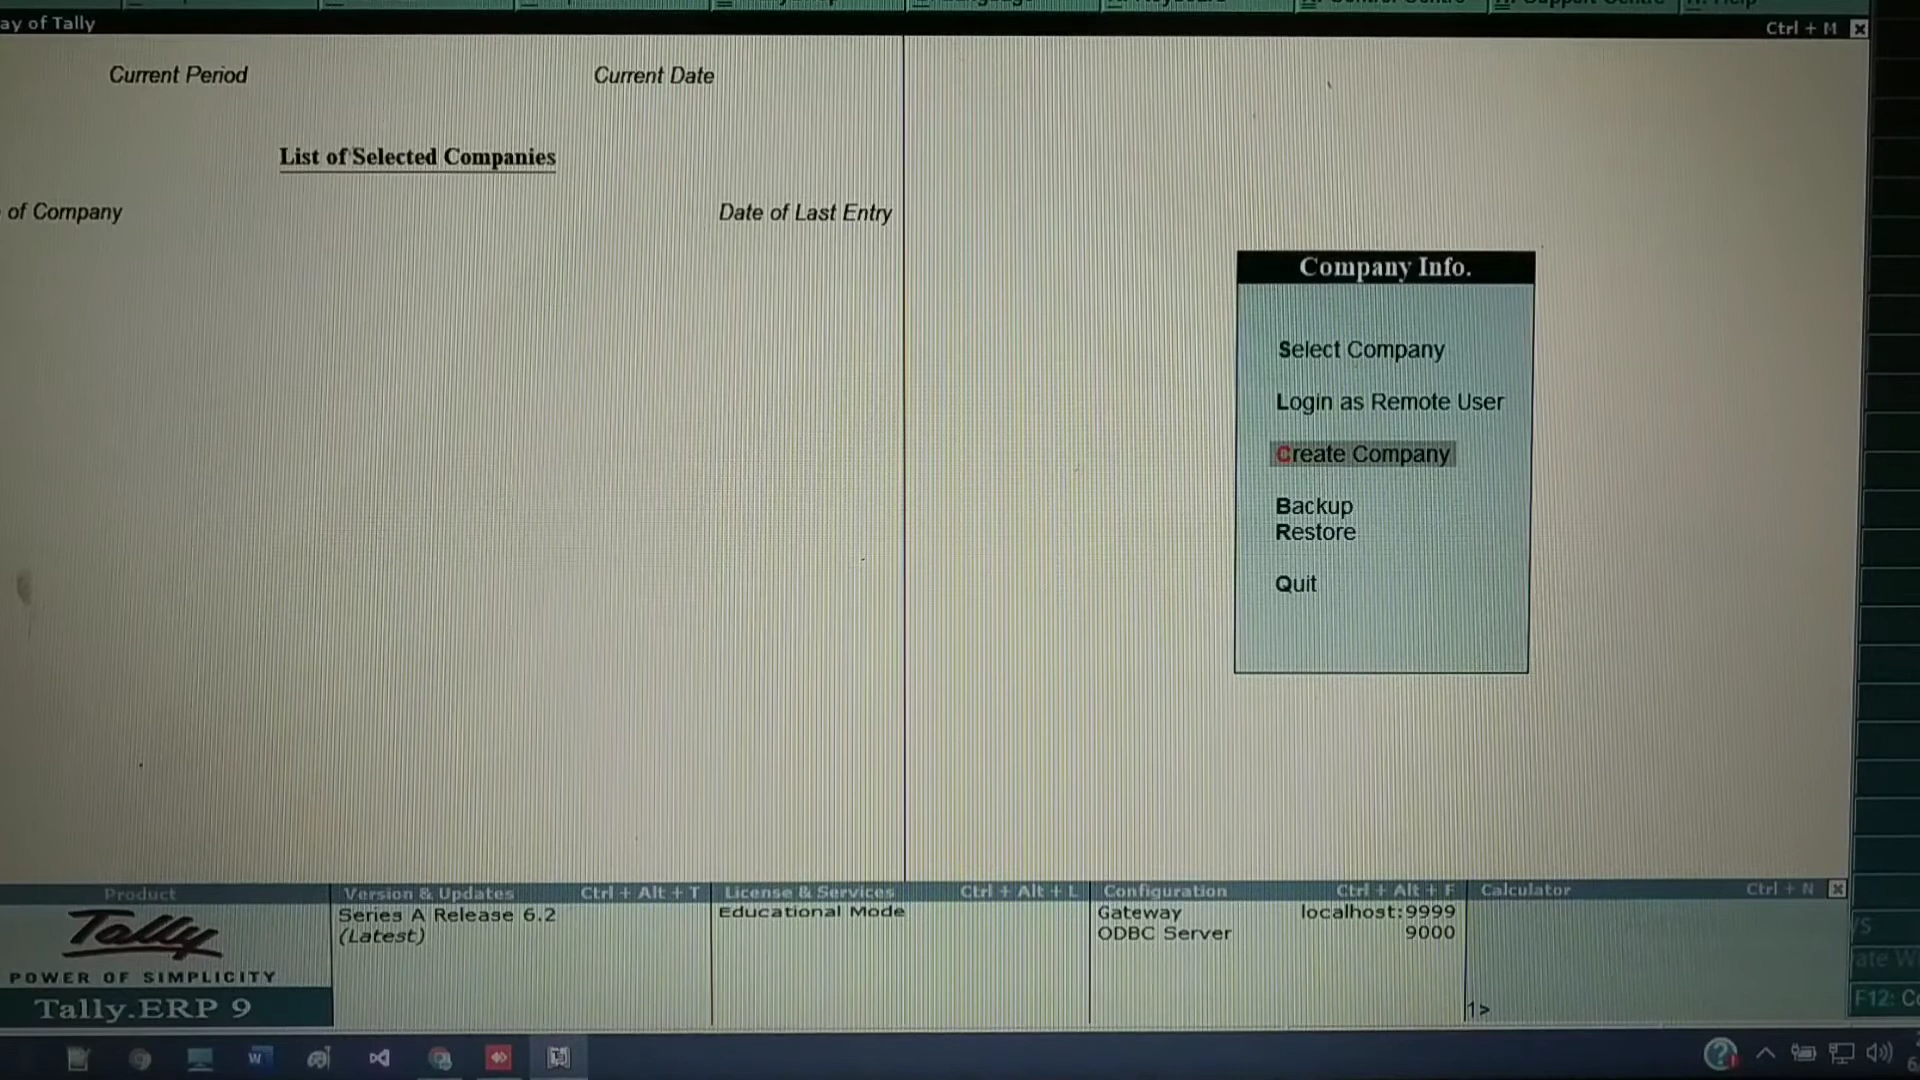 ay of Tally
Ctrl + M
Current Period
Current Date
List of Selected Companies
of Company
Date of Last Entry
Company Info.
Select Company
Login as Remote User
Create Company
Backup
Restore
Quit
Product
Version & Updates Ctrl + Alt + T
License & Services Ctrl + Alt + L
Configuration Ctrl + Alt + F
Calculator Ctrl + N
Tally
POWER OF SIMPLICITY
Tally.ERP 9
Series A Release 6.2
(Latest)
Educational Mode
Gateway localhost:9999
ODBC Server 9000
1>
F12: Co